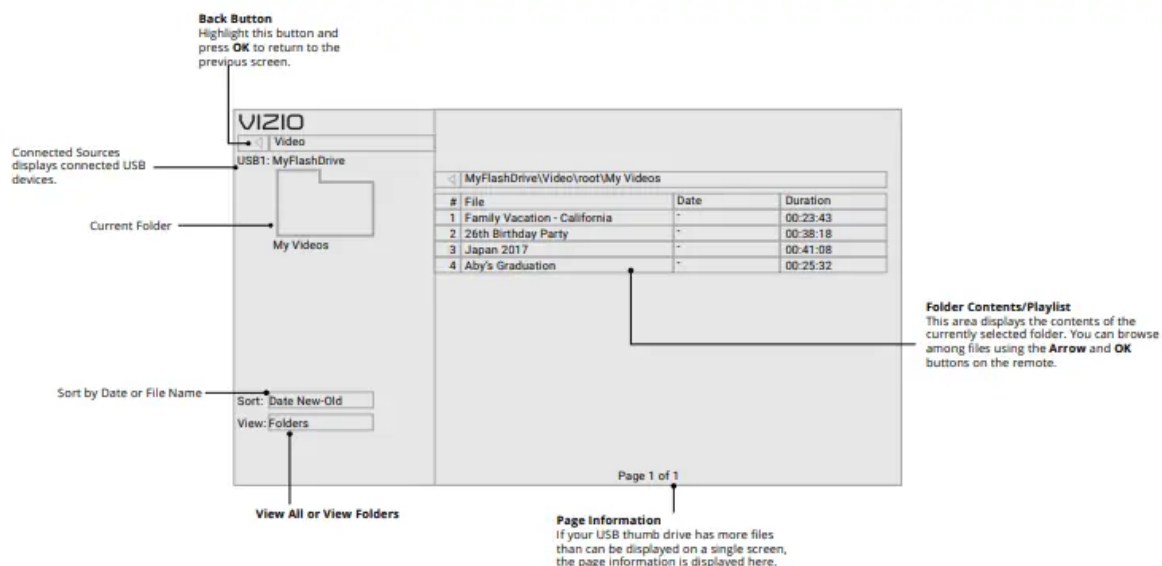 Back Button
Highlight this button and
press OK to return to the
previous screen.
VIZIO
Video
Connected Sources
displays connected USB
devices.
USB1: MyFlashDrive
Current Folder
My Videos
MyFlashDrive\Video\root\My Videos
# File Date Duration
1 Family Vacation - California - 00:23:43
2 26th Birthday Party - 00:38:18
3 Japan 2017 - 00:41:08
4 Aby's Graduation - 00:25:32
Folder Contents/Playlist
This area displays the contents of the
currently selected folder. You can browse
among files using the Arrow and OK
buttons on the remote.
Sort by Date or File Name
Sort: Date New-Old
View: Folders
View All or View Folders
Page 1 of 1
Page Information
If your USB thumb drive has more files
than can be displayed on a single screen,
the page information is displayed here.